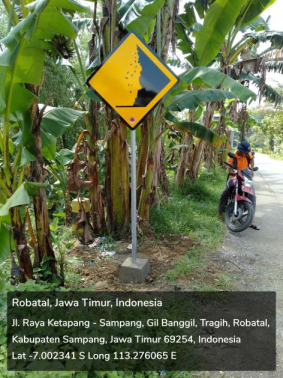 Robatal, Jawa Timur, Indonesia
Jl. Raya Ketapang - Sampang, Gil Banggil, Tragih, Robatal,
Kabupaten Sampang, Jawa Timur 69254, Indonesia
Lat -7.002341 S Long 113.276065 E